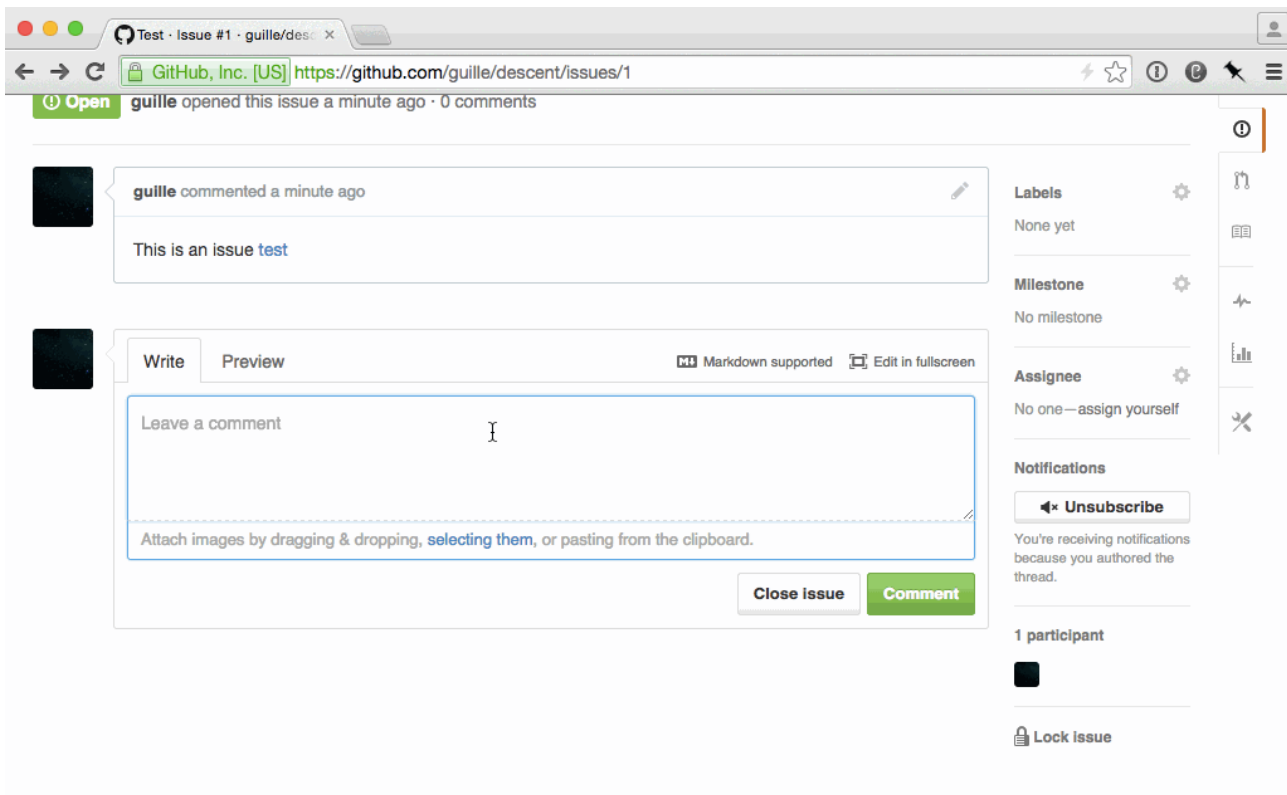 Test · Issue #1 · guille/des
GitHub, Inc. [US] https://github.com/guille/descent/issues/1
Open guille opened this issue a minute ago · 0 comments
guille commented a minute ago
This is an issue test
Write Preview Markdown supported Edit in fullscreen
Leave a comment
Attach images by dragging & dropping, selecting them, or pasting from the clipboard.
Close issue Comment
Labels
None yet
Milestone
No milestone
Assignee
No one—assign yourself
Notifications
Unsubscribe
You're receiving notifications
because you authored the
thread.
1 participant
Lock issue